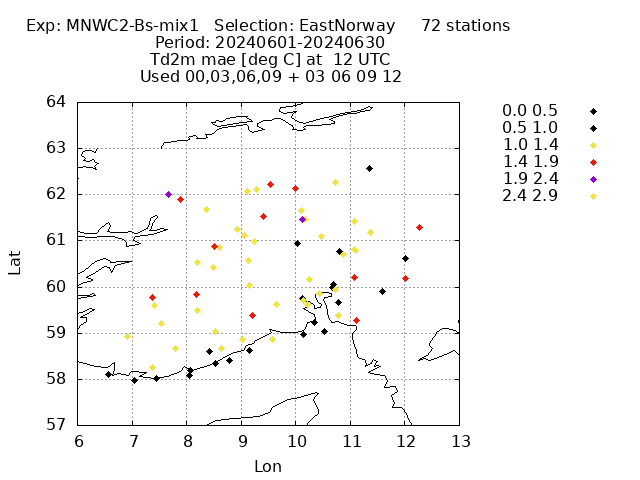 Exp: MNWC2-Bs-mix1 Selection: EastNorway 72 stations
Period: 20240601-20240630
Td2m mae [deg C] at 12 UTC
Used 00,03,06,09 + 03 06 09 12
0.0 0.5
0.5 1.0
1.0 1.4
1.4 1.9
1.9 2.4
2.4 2.9
64
63
62
61
60
59
58
57
Lat
6 7 8 9 10 11 12 13
Lon